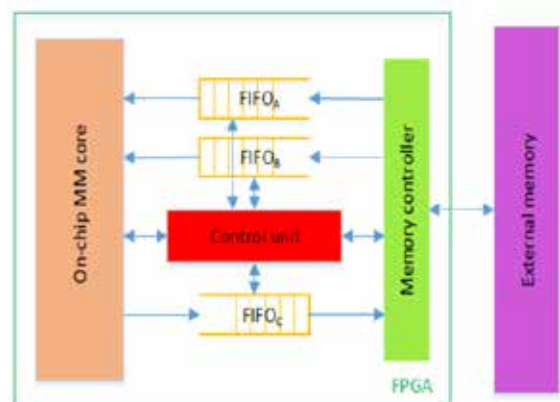 On-chip MM core
FIFOA
FIFOB
Control unit
FIFOC
Memory controller
External memory
FPGA